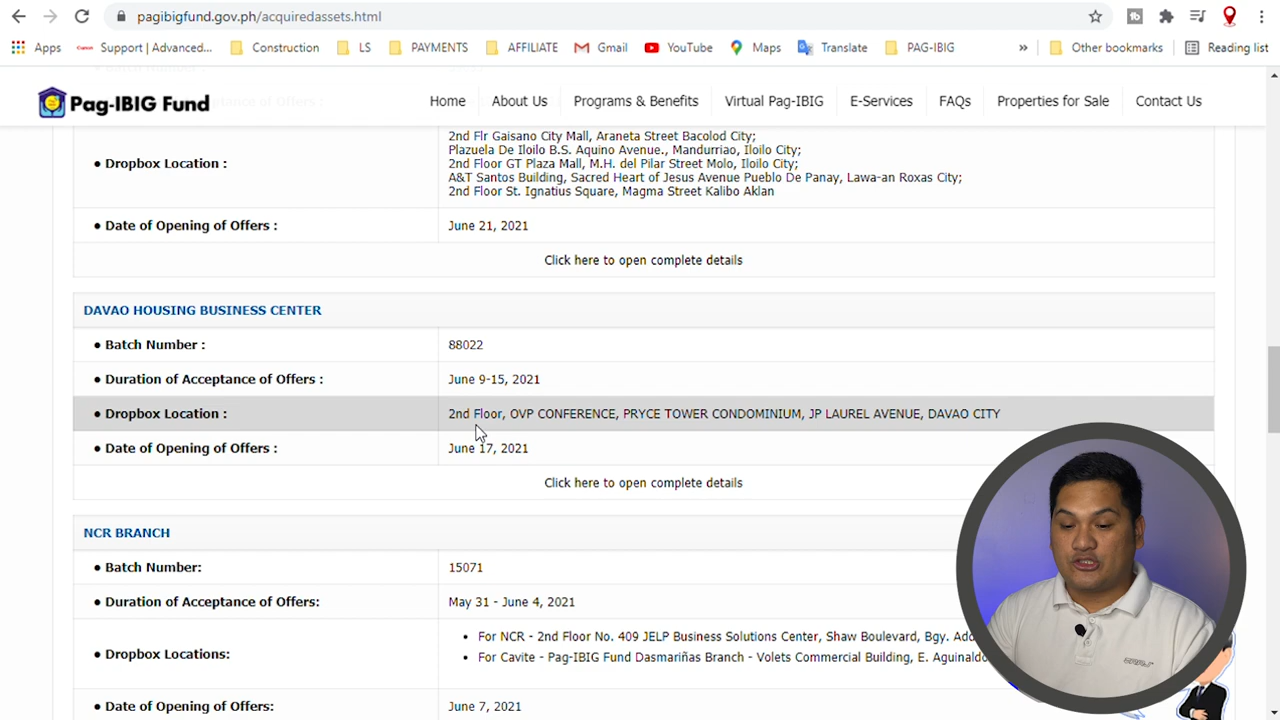 pagibigfund.gov.ph/acquiredassets.html
Apps Support | Advanced... Construction LS PAYMENTS AFFILIATE Gmail YouTube Maps Translate PAG-IBIG » Other bookmarks Reading list
Pag-IBIG Fund Home About Us Programs & Benefits Virtual Pag-IBIG E-Services FAQs Properties for Sale Contact Us
2nd Flr Gaisano City Mall, Araneta Street Bacolod City;
Plazuela De Iloilo B.S. Aquino Avenue., Mandurriao, Iloilo City;
● Dropbox Location : 2nd Floor GT Plaza Mall, M.H. del Pilar Street Molo, Iloilo City;
A&T Santos Building, Sacred Heart of Jesus Avenue Pueblo De Panay, Lawa-an Roxas City;
2nd Floor St. Ignatius Square, Magma Street Kalibo Aklan
● Date of Opening of Offers : June 21, 2021
Click here to open complete details
DAVAO HOUSING BUSINESS CENTER
● Batch Number : 88022
● Duration of Acceptance of Offers : June 9-15, 2021
● Dropbox Location : 2nd Floor, OVP CONFERENCE, PRYCE TOWER CONDOMINIUM, JP LAUREL AVENUE, DAVAO CITY
● Date of Opening of Offers : June 17, 2021
Click here to open complete details
NCR BRANCH
● Batch Number: 15071
● Duration of Acceptance of Offers: May 31 - June 4, 2021
• For NCR - 2nd Floor No. 409 JELP Business Solutions Center, Shaw Boulevard, Bgy.
● Dropbox Locations:
• For Cavite - Pag-IBIG Fund Dasmariñas Branch - Volets Commercial Building, E. Aguinaldo
● Date of Opening of Offers: June 7, 2021